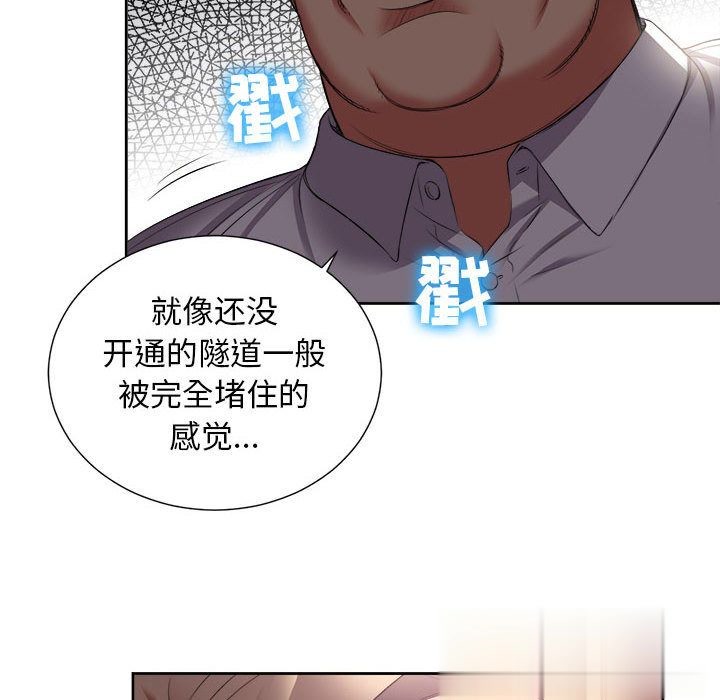 戳
戳
就像还没
开通的隧道一般
被完全堵住的
感觉...